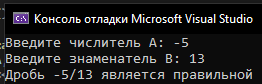 Консоль отладки Microsoft Visual Studio
Введите числитель А: -5
Введите знаменатель В: 13
Дробь -5/13 является правильной